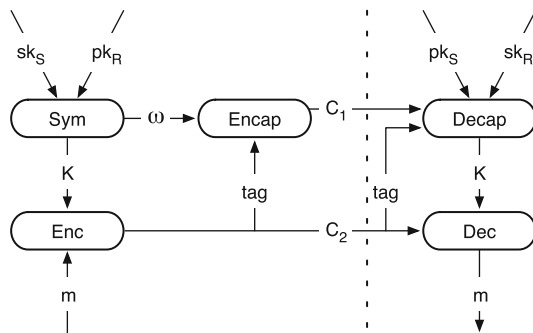 sk_S pk_R pk_S sk_R
Sym ω Encap C_1 Decap
K tag tag K
Enc C_2 Dec
m m